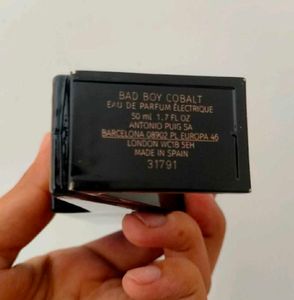 BAD BOY COBALT
EAU DE PARFUM ÉLECTRIQUE
50 ml 1.7 FL OZ
ANTONIO PUIG SA
BARCELONA 08902 PL EUROPA 46
LONDON WC1B 5EH
MADE IN SPAIN
31791